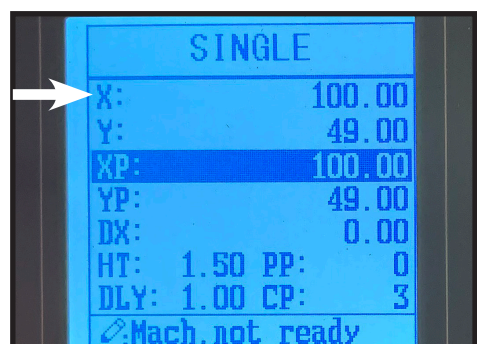 SINGLE
X: 100.00
Y: 49.00
XP: 100.00
YP: 49.00
DX: 0.00
HT: 1.50 PP: 0
DLY: 1.00 CP: 3
:Mach.not ready